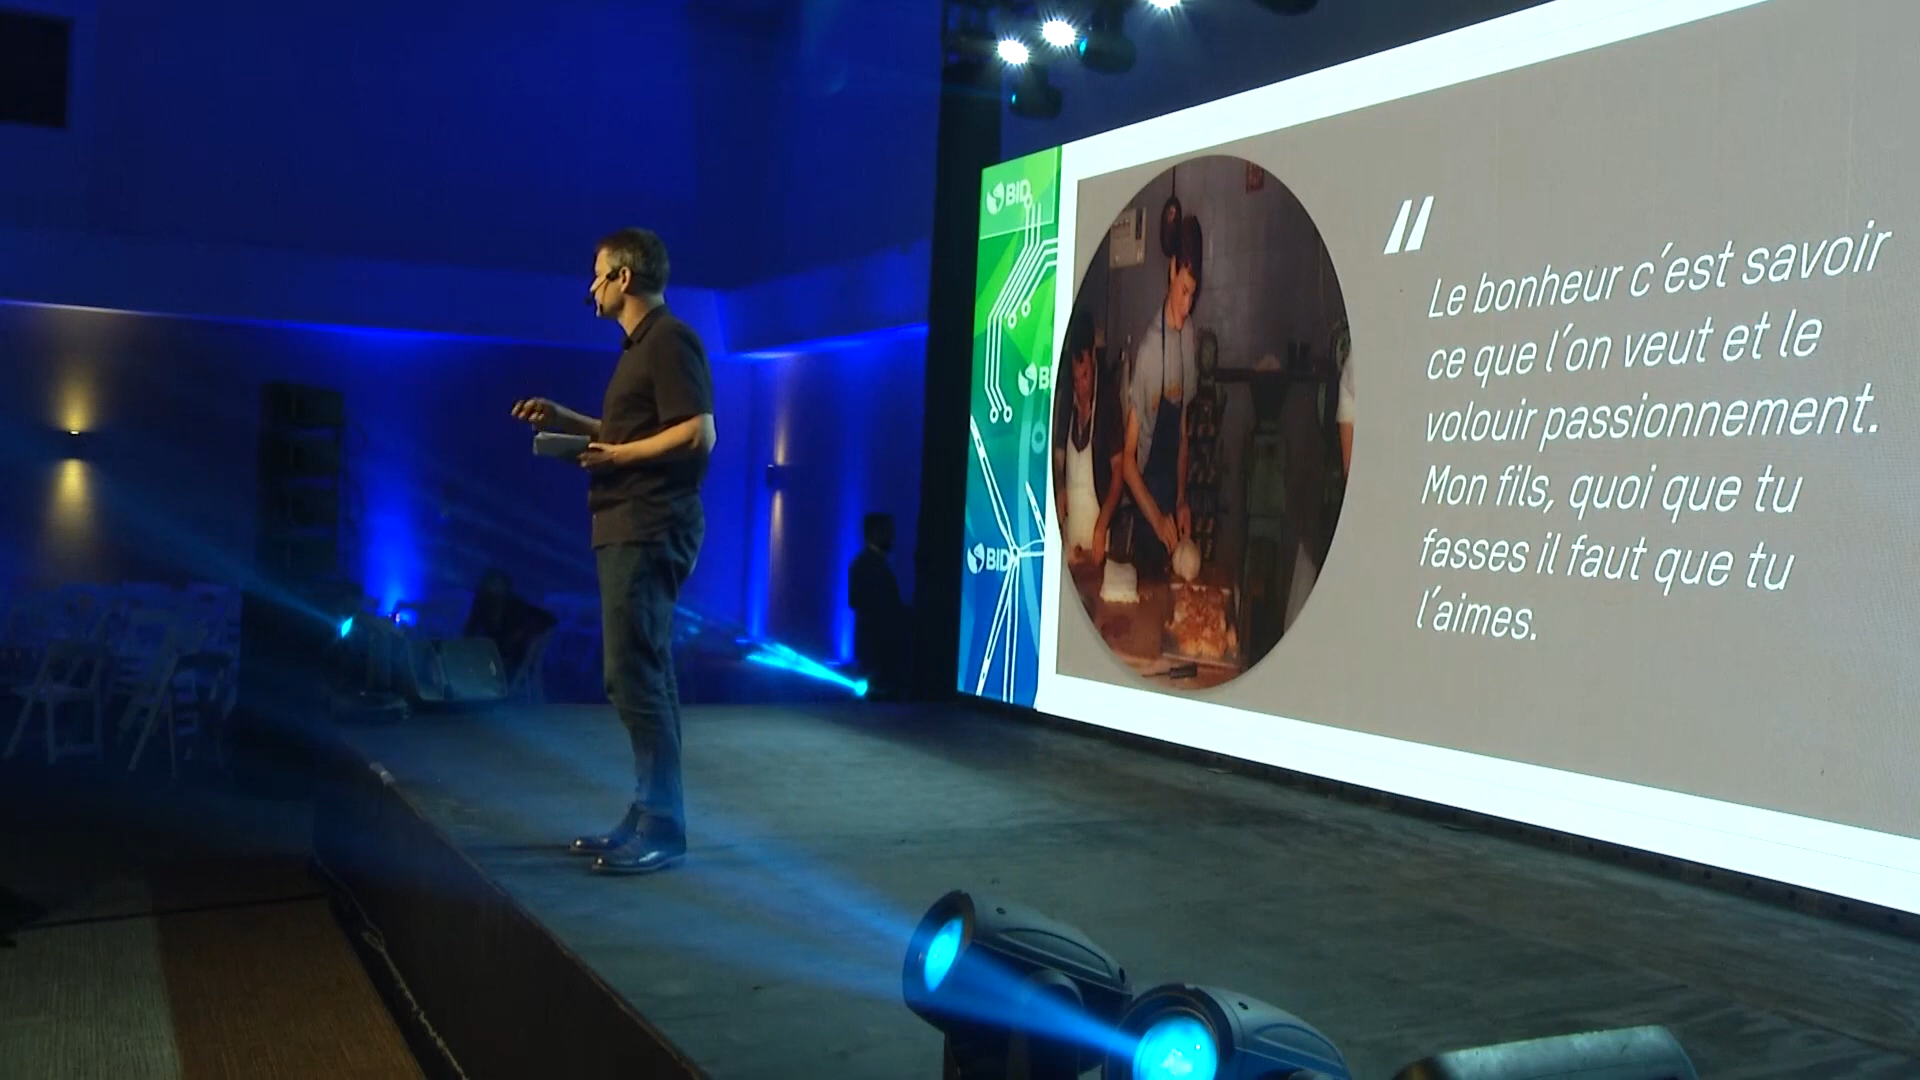 BID
BID
BID
"
Le bonheur c'est savoir
ce que l'on veut et le
volouir passionnement.
Mon fils, quoi que tu
fasses il faut que tu
l'aimes.